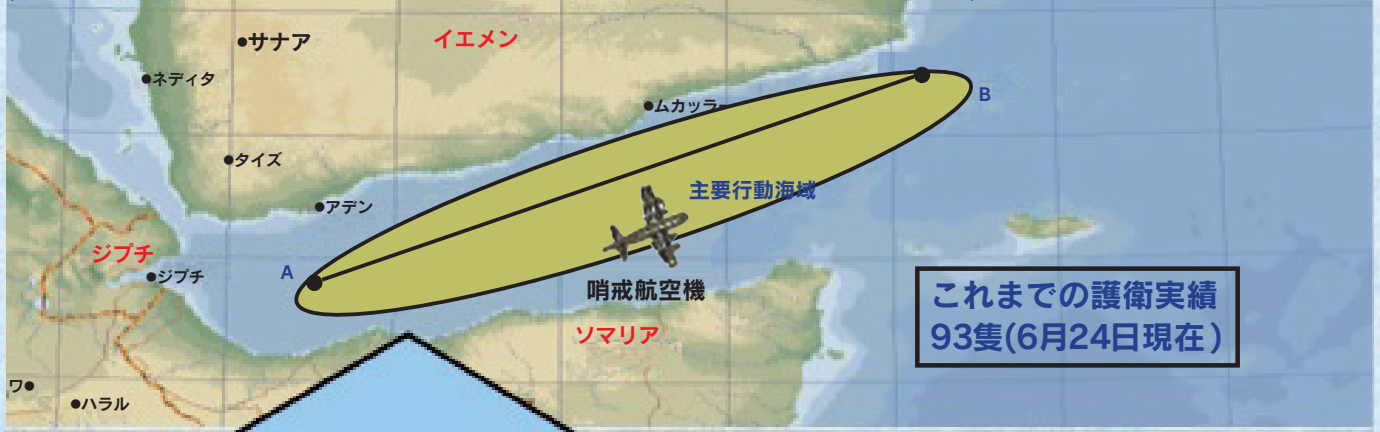 サナア
イエメン
ネディタ
ムカッラ
B
タイズ
主要行動海域
アデン
ジプチ
ジプチ
A
哨戒航空機
これまでの護衛実績
93隻(6月24日現在)
ソマリア
ワ
ハラル